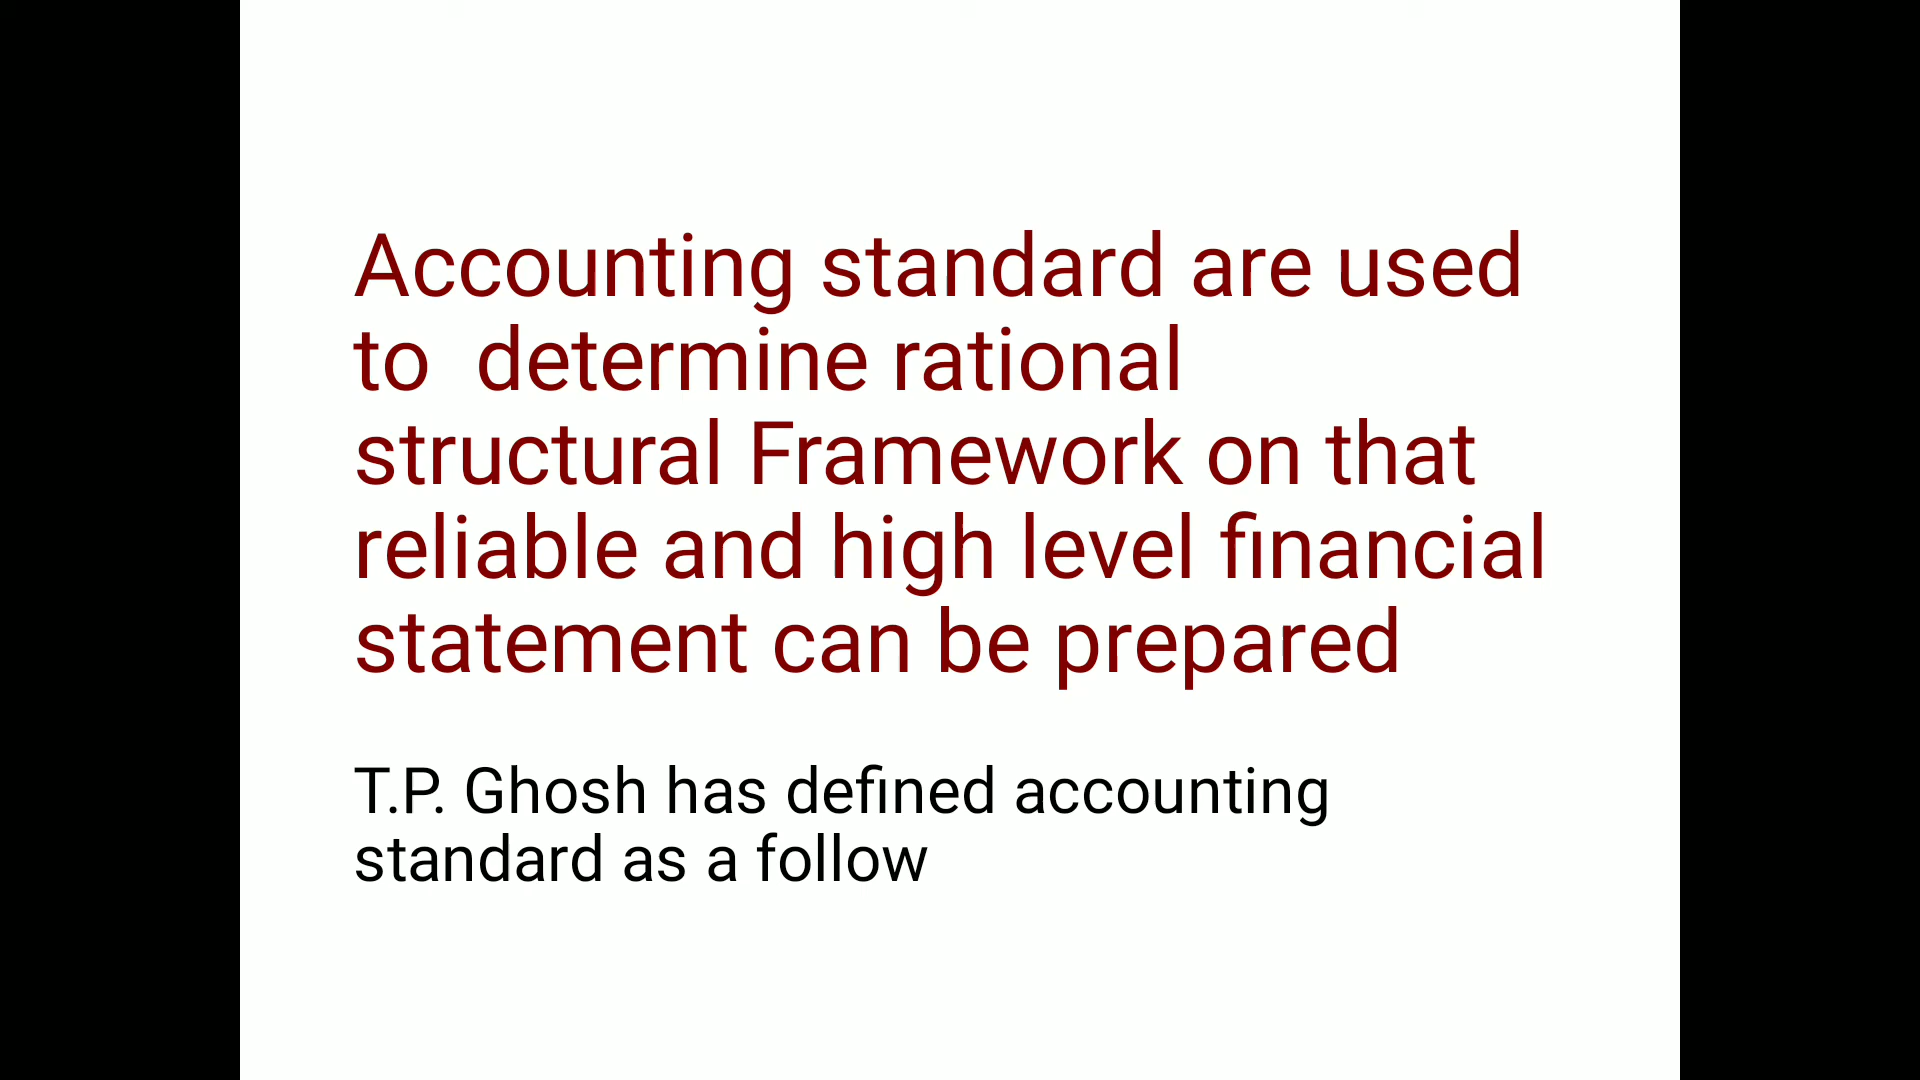 Accounting standard are used
to  determine rational
structural Framework on that
reliable and high level financial
statement can be prepared
T.P. Ghosh has defined accounting
standard as a follow